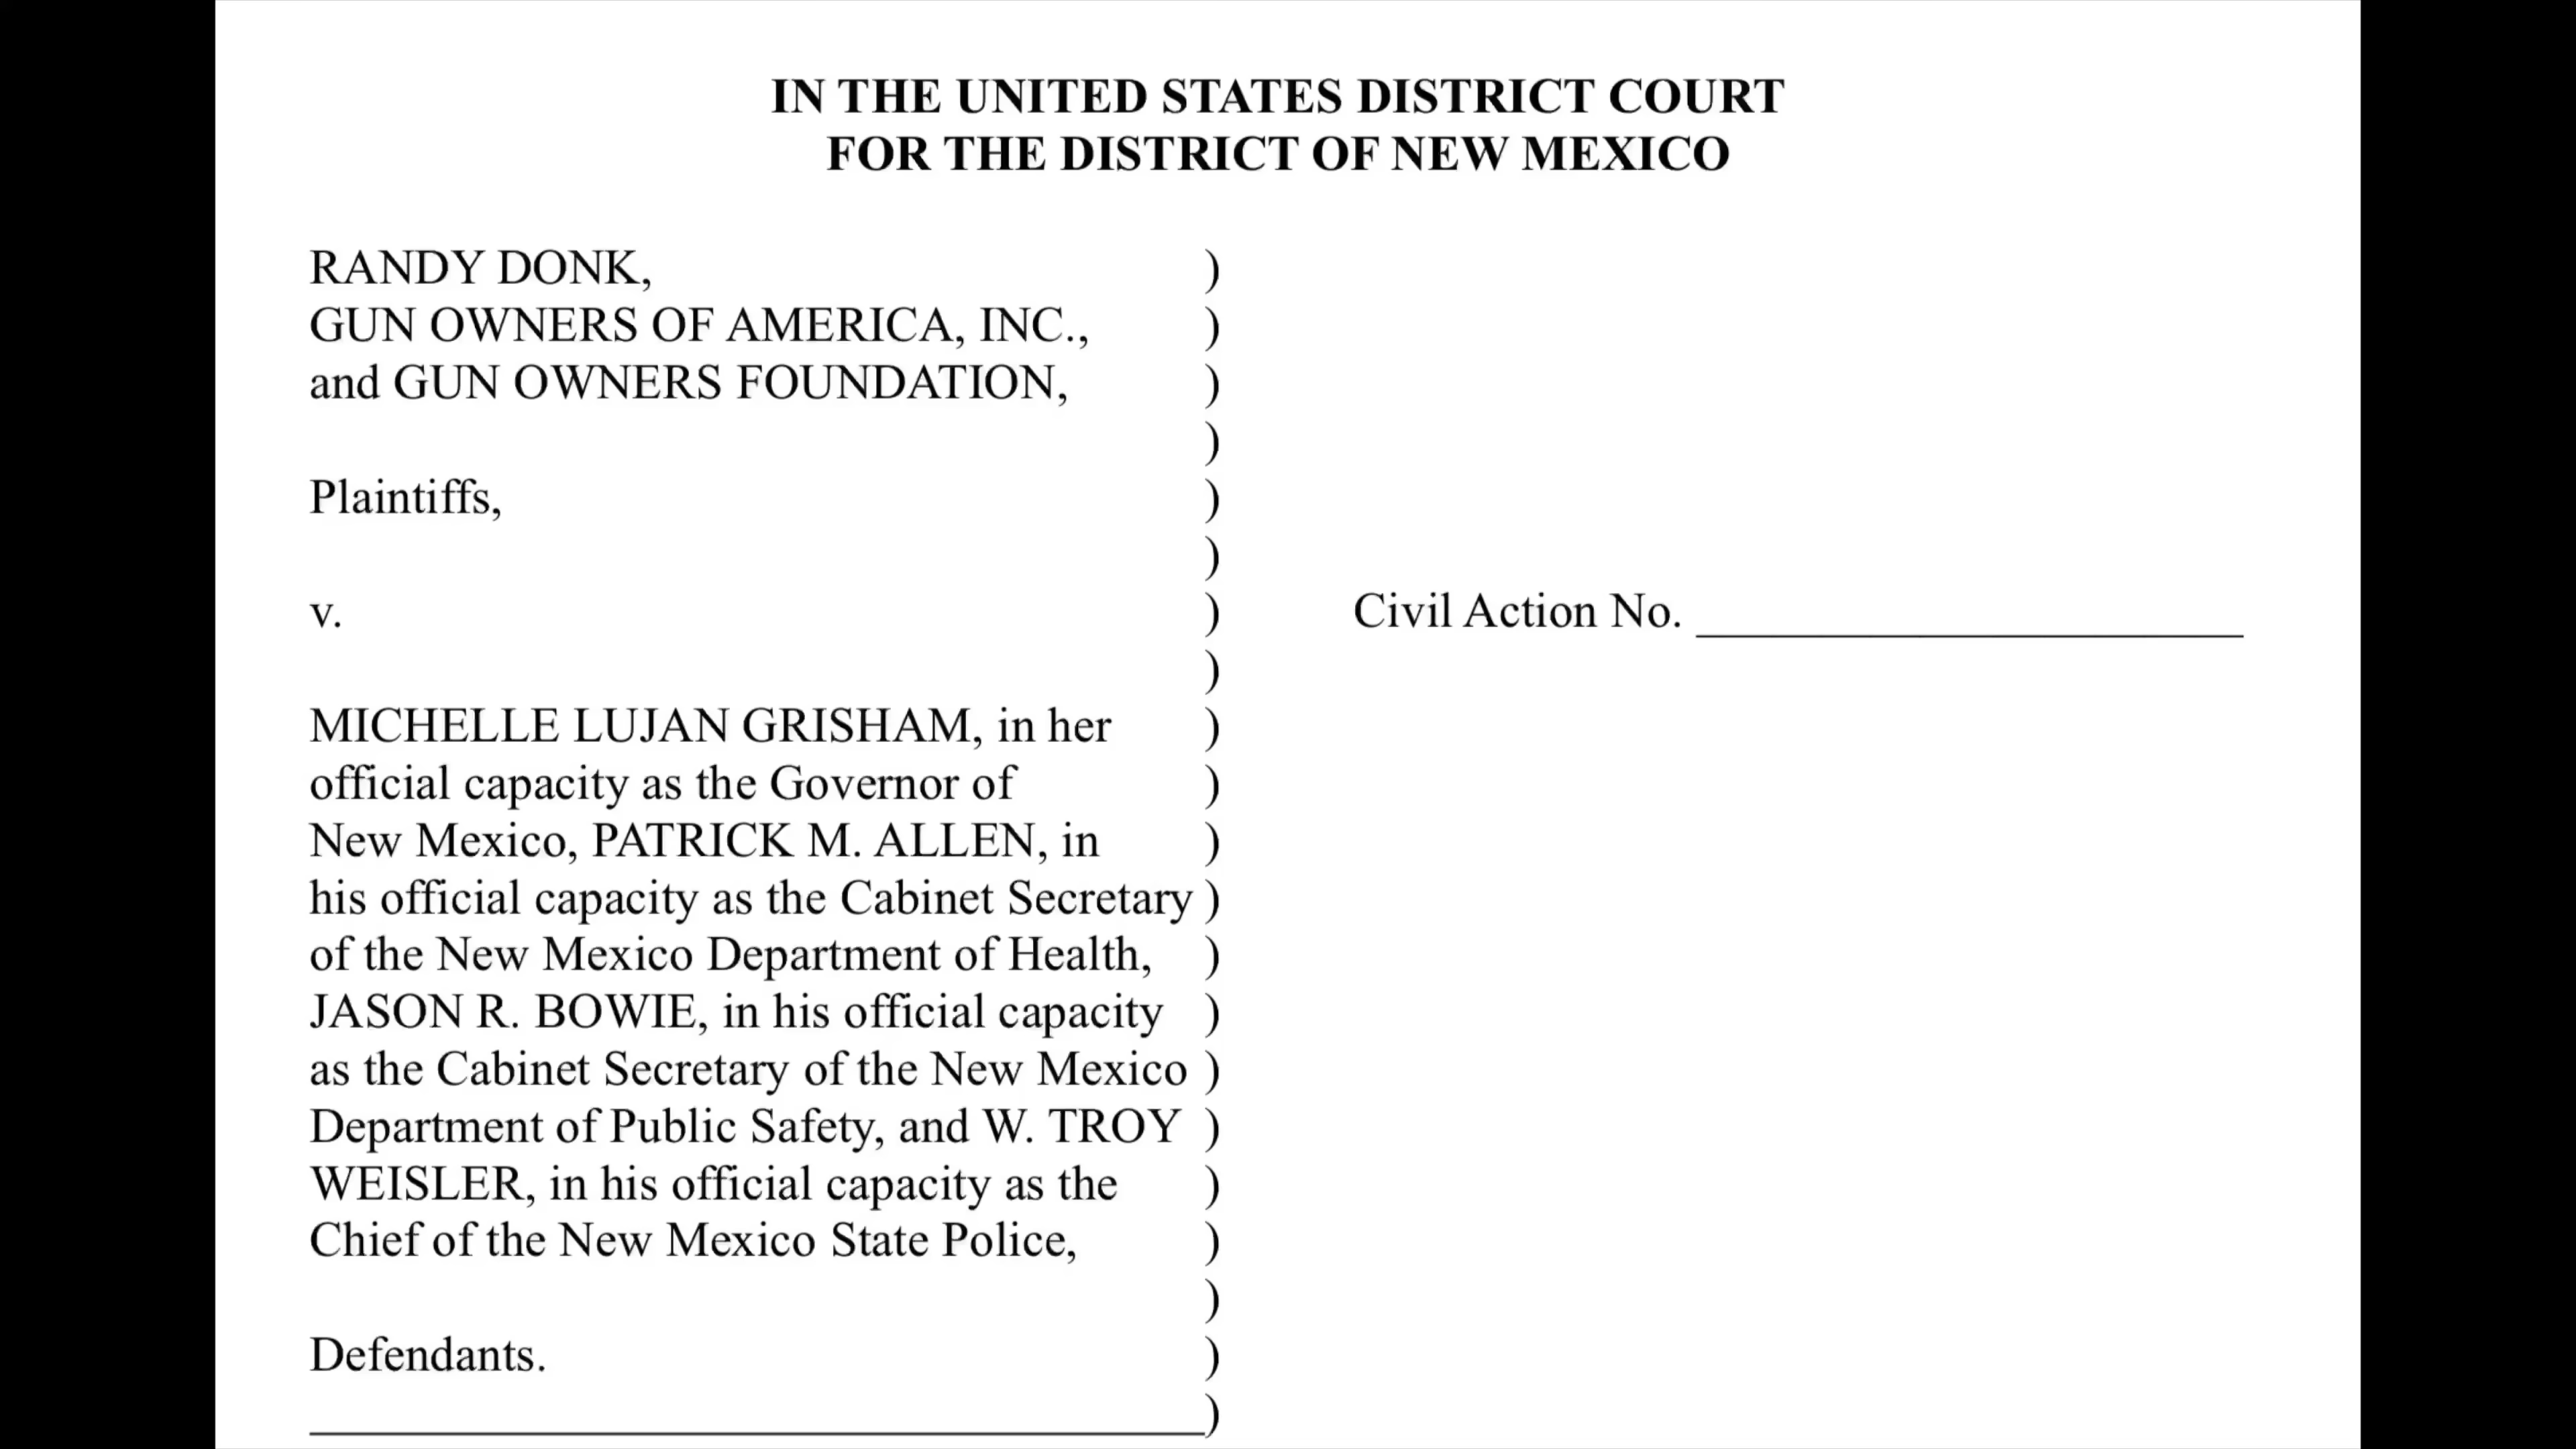 IN THE UNITED STATES DISTRICT COURT
FOR THE DISTRICT OF NEW MEXICO
RANDY DONK, )
GUN OWNERS OF AMERICA, INC., )
and GUN OWNERS FOUNDATION, )
)
Plaintiffs, )
)
v. ) Civil Action No. ____________________
)
MICHELLE LUJAN GRISHAM, in her )
official capacity as the Governor of )
New Mexico, PATRICK M. ALLEN, in )
his official capacity as the Cabinet Secretary )
of the New Mexico Department of Health, )
JASON R. BOWIE, in his official capacity )
as the Cabinet Secretary of the New Mexico )
Department of Public Safety, and W. TROY )
WEISLER, in his official capacity as the )
Chief of the New Mexico State Police, )
)
Defendants. )
____________________)